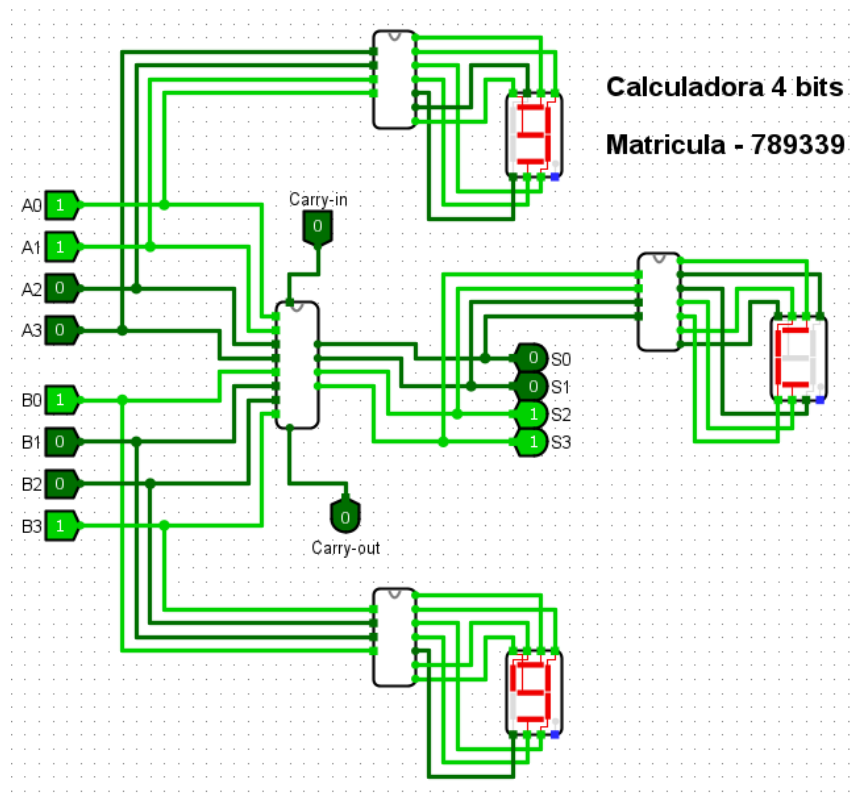 Calculadora 4 bits
Matricula - 789339
A0 1
Carry-in
0
A1 1
A2 0
A3 0
0 S0
0 S1
B0 1
1 S2
B1 0
1 S3
B2 0
0
B3 1
Carry-out